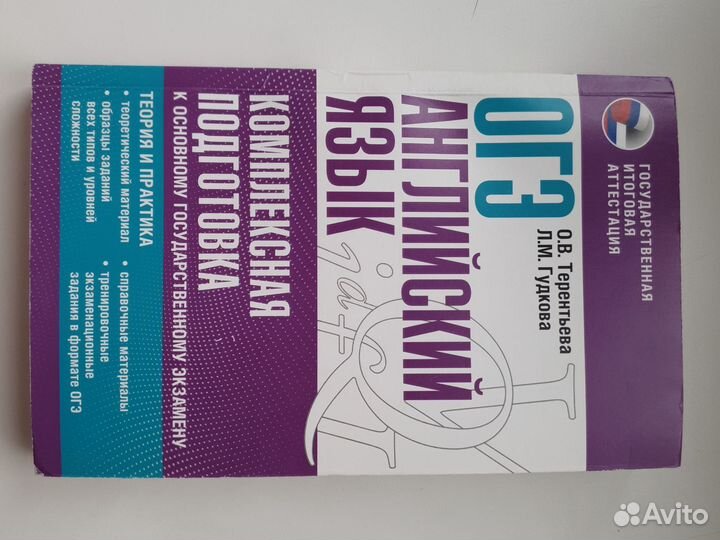 ГОСУДАРСТВЕННАЯ
ИТОГОВАЯ
АТТЕСТАЦИЯ
О.В. Терентьева
Л.М. Гудкова
ОГЭ
АНГЛИЙСКИЙ
ЯЗЫК
КОМПЛЕКСНАЯ
ПОДГОТОВКА
К ОСНОВНОМУ ГОСУДАРСТВЕННОМУ ЭКЗАМЕНУ
ТЕОРИЯ И ПРАКТИКА
• теоретический материал
• образцы заданий
всех типов и уровней
сложности
• справочные материалы
• тренировочные
экзаменационные
задания в формате ОГЭ
Avito